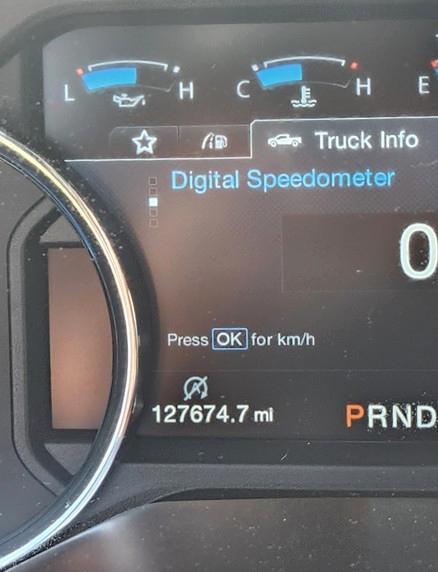 L H C H E
Truck Info
Digital Speedometer
0
Press OK for km/h
127674.7 mi
PRND